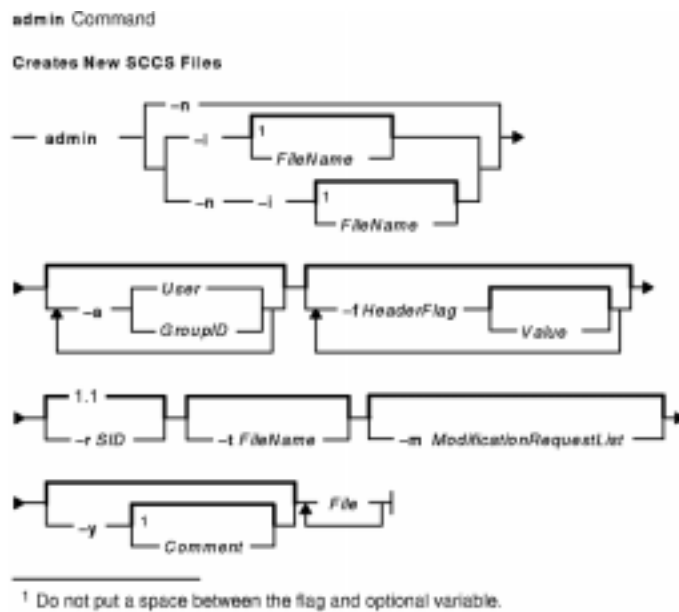 admin Command
Creates New SCCS Files
–n
admin –i 1
FileName
–n –i 1
FileName
User
–a
GroupID
–f HeaderFlag
Value
1.1
–r SID –t FileName –m ModificationRequestList
File
–y 1
Comment
1 Do not put a space between the flag and optional variable.